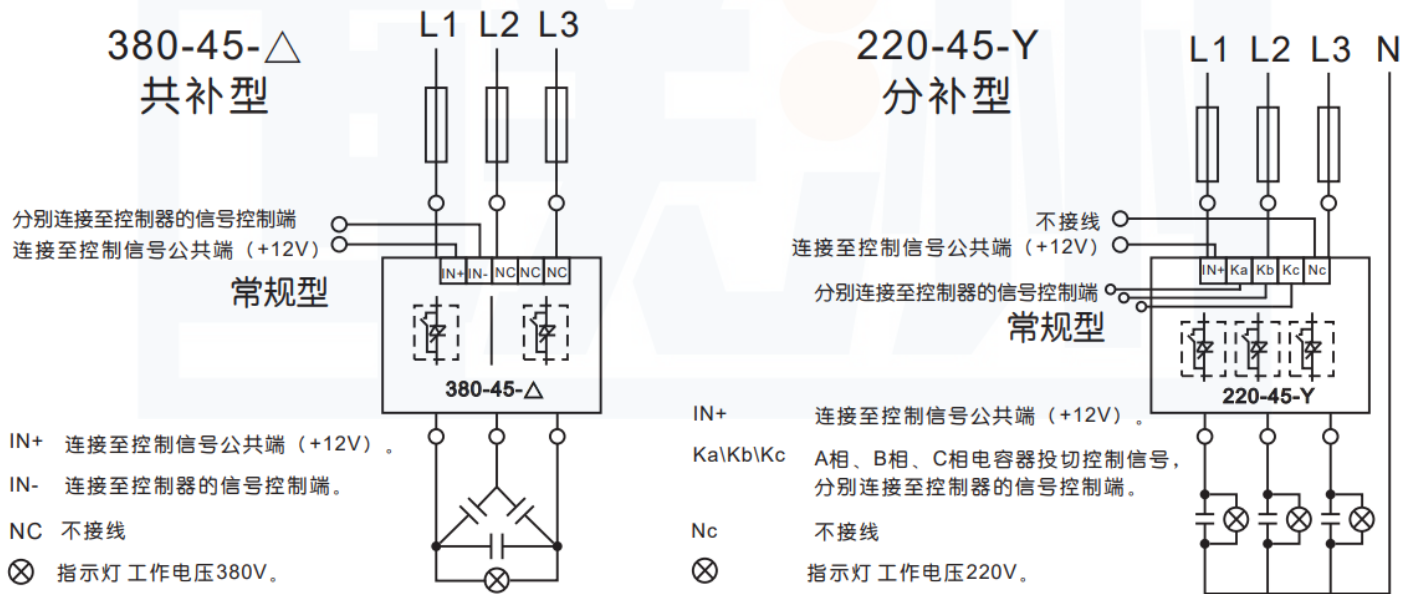 380-45-△
共补型
L1 L2 L3
分别连接至控制器的信号控制端
连接至控制信号公共端（+12V）
常规型
IN+ IN- NC NC NC
380-45-△
IN+ 连接至控制信号公共端（+12V）。
IN- 连接至控制器的信号控制端。
NC 不接线
指示灯 工作电压380V。
220-45-Y
分补型
L1 L2 L3 N
不接线
连接至控制信号公共端（+12V）
分别连接至控制器的信号控制端
常规型
IN+ Ka Kb Kc Nc
220-45-Y
IN+ 连接至控制信号公共端（+12V）。
Ka\Kb\Kc A相、B相、C相电容器投切控制信号，
分别连接至控制器的信号控制端。
Nc 不接线
指示灯 工作电压220V。